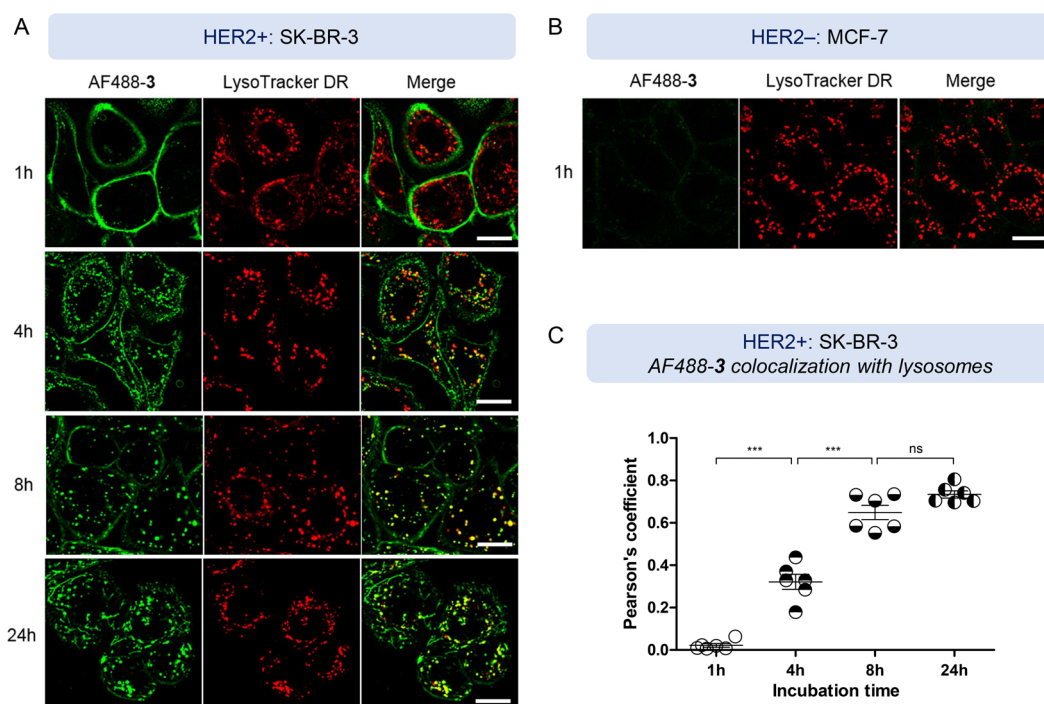 A
HER2+: SK-BR-3
AF488-3 LysoTracker DR Merge
1h
4h
8h
24h
B
HER2–: MCF-7
AF488-3 LysoTracker DR Merge
1h
C
HER2+: SK-BR-3
AF488-3 colocalization with lysosomes
*** *** ns
Pearson's coefficient
1.0
0.8
0.6
0.4
0.2
0.0
1h 4h 8h 24h
Incubation time